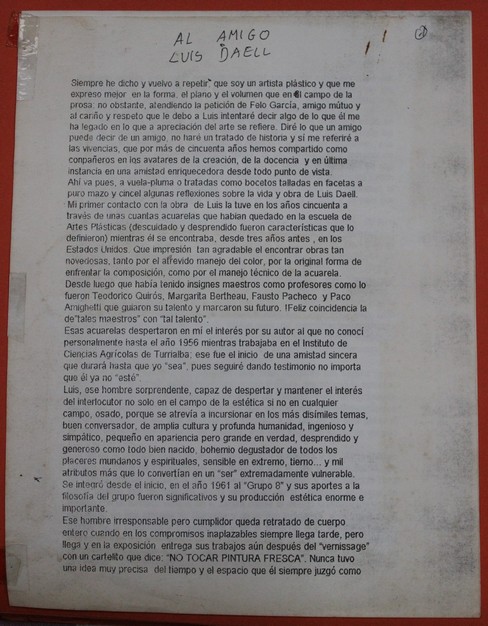 AL AMIGO
LUIS DAELL
Siempre he dicho y vuelvo a repetir que soy un artista plástico y que me
expreso mejor en la forma, el plano y el volumen que en el campo de la
prosa; no obstante, atendiendo la petición de Felo García, amigo mútuo y
al cariño y respeto que le debo a Luis intentaré decir algo de lo que él me
ha legado en lo que a apreciación del arte se refiere. Diré lo que un amigo
puede decir de un amigo, no haré un tratado de historia y sí me referiré a
las vivencias, que por más de cincuenta años hemos compartido como
conpañeros en los avatares de la creación, de la docencia y en última
instancia en una amistad enriquecedora desde todo punto de vista.
Ahí va pues, a vuela-pluma o tratadas como bocetos talladas en facetas a
puro mazo y cincel algunas reflexiones sobre la vida y obra de Luis Daell.
Mi primer contacto con la obra de Luis la tuve en los años cincuenta a
través de unas cuantas acuarelas que habían quedado en la escuela de
Artes Plásticas (descuidado y desprendido fueron características que lo
definieron) mientras él se encontraba, desde tres años antes , en los
Estados Unidos. Que impresión tan agradable el encontrar obras tan
novedosas, tanto por el atrevido manejo del color, por la original forma de
enfrentar la composición, como por el manejo técnico de la acuarela.
Desde luego que había tenido insignes maestros como profesores como lo
fueron Teodorico Quirós, Margarita Bertheau, Fausto Pacheco y Paco
Amighetti que guiaron su talento y marcaron su futuro. !Feliz coincidencia la
de"tales maestros" con "tal talento".
Esas acuarelas despertaron en mí el interés por su autor al que no conocí
personalmente hasta el año 1956 mientras trabajaba en el Instituto de
Ciencias Agrícolas de Turrialba; ese fue el inicio de una amistad sincera
que durará hasta que yo "sea", pues seguiré dando testimonio no importa
que él ya no "esté".
Luis, ese hombre sorprendente, capaz de despertar y mantener el interés
del interlocutor no solo en el campo de la estética si no en cualquier
campo, osado, porque se atrevía a incursionar en los más disímiles temas,
buen conversador, de amplia cultura y profunda humanidad, ingenioso y
simpático, pequeño en apariencia pero grande en verdad, desprendido y
generoso como todo bien nacido, bohemio degustador de todos los
placeres mundanos y espirituales, sensible en extremo, tierno... y mil
atributos más que lo convertían en un "ser" extremadamente vulnerable.
Se integró desde el inicio, en el año 1961 al "Grupo 8" y sus aportes a la
filosofía del grupo fueron significativos y su producción estética enorme e
importante.
Ese hombre irresponsable pero cumplidor queda retratado de cuerpo
entero cuando en los compromisos inaplazables siempre llega tarde, pero
llega y en la exposición entrega sus trabajos aún después del "vernissage"
con un cartelito que dice: "NO TOCAR PINTURA FRESCA". Nunca tuvo
una idea muy precisa del tiempo y el espacio que él siempre juzgó como